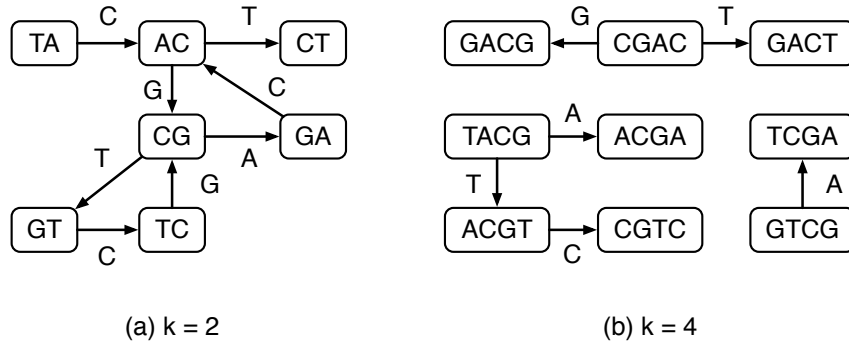 C T G T
TA AC CT GACG CGAC GACT
G C
A
CG GA TACG ACGA TCGA
T A T A
G
GT TC ACGT CGTC GTCG
C C
(a) k = 2 (b) k = 4